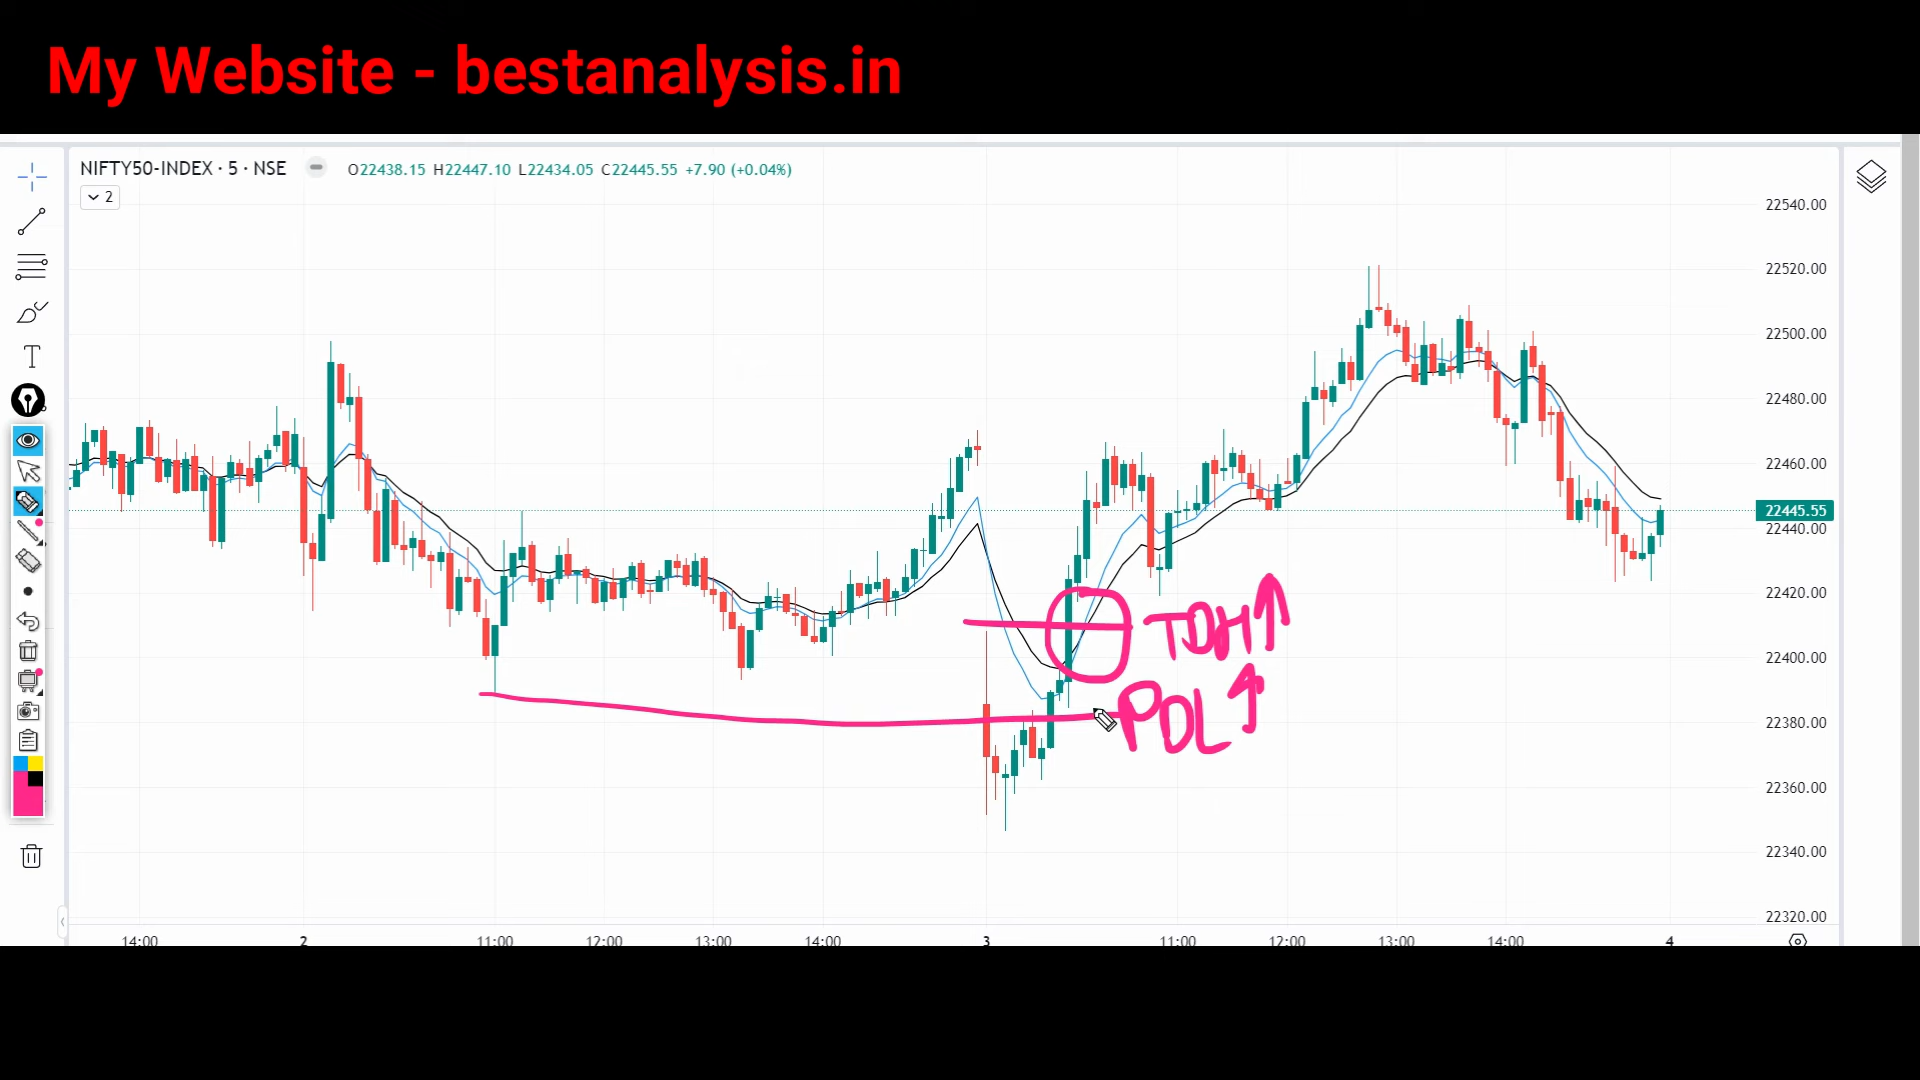 My Website - bestanalysis.in
NIFTY50-INDEX · 5 · NSE O22438.15 H22447.10 L22434.05 C22445.55 +7.90 (+0.04%)
2
22540.00
22520.00
22500.00
22480.00
22460.00
22445.55
22440.00
22420.00
22400.00
22380.00
22360.00
22340.00
22320.00
TDH
PDL
T
14:00 2 11:00 12:00 13:00 14:00 3 11:00 12:00 13:00 14:00 4